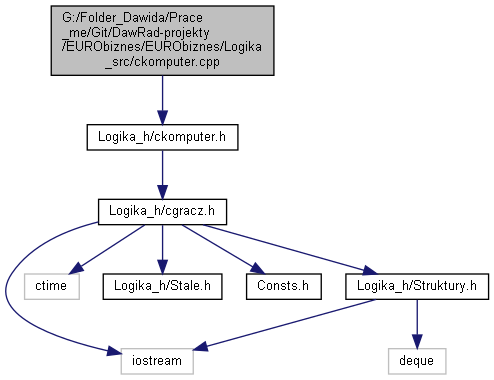 G:/Folder_Dawida/Prace
_me/Git/DawRad-projekty
/EURObiznes/EURObiznes/Logika
_src/ckomputer.cpp
Logika_h/ckomputer.h
Logika_h/cgracz.h
ctime
Logika_h/Stale.h
Consts.h
Logika_h/Struktury.h
iostream
deque